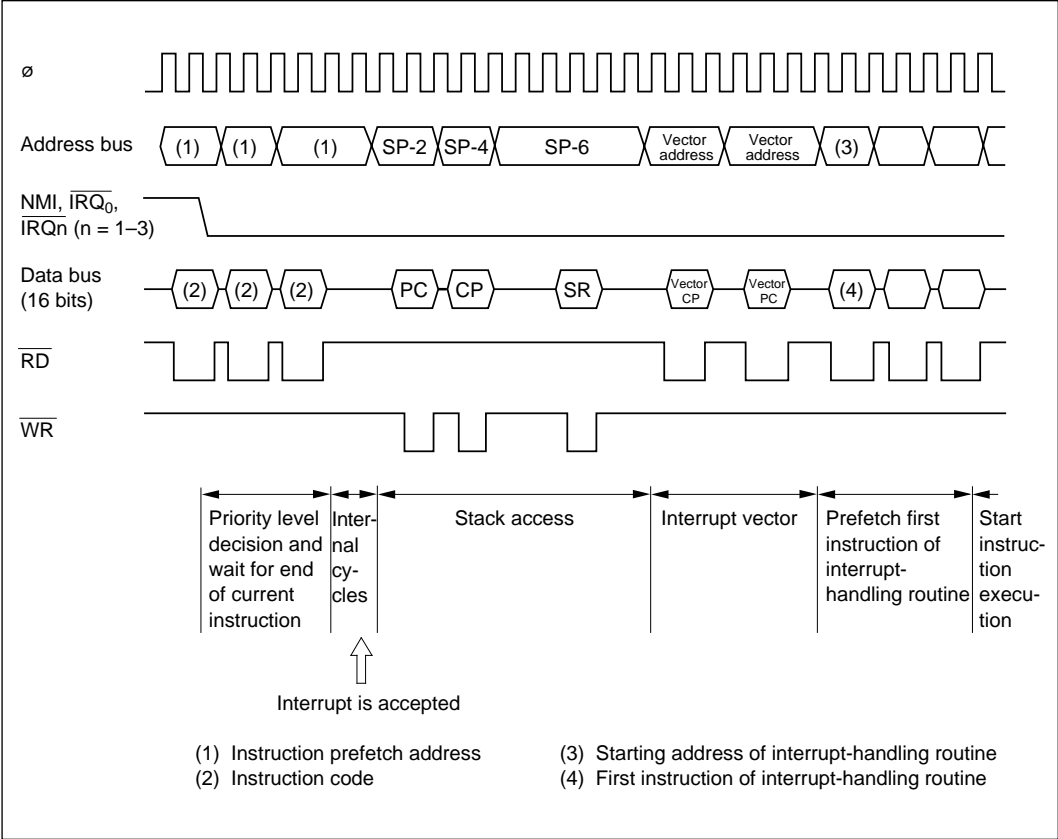 ø
Address bus
(1) (1) (1) SP-2 SP-4 SP-6 Vector address Vector address (3)
NMI, IRQ0,
IRQn (n = 1–3)
Data bus
(16 bits)
(2) (2) (2) PC CP SR Vector CP Vector PC (4)
RD
WR
Priority level
decision and
wait for end
of current
instruction
Inter-
nal
cy-
cles
Stack access
Interrupt vector
Prefetch first
instruction of
interrupt-
handling routine
Start
instruc-
tion
execu-
tion
Interrupt is accepted
(1) Instruction prefetch address
(2) Instruction code
(3) Starting address of interrupt-handling routine
(4) First instruction of interrupt-handling routine